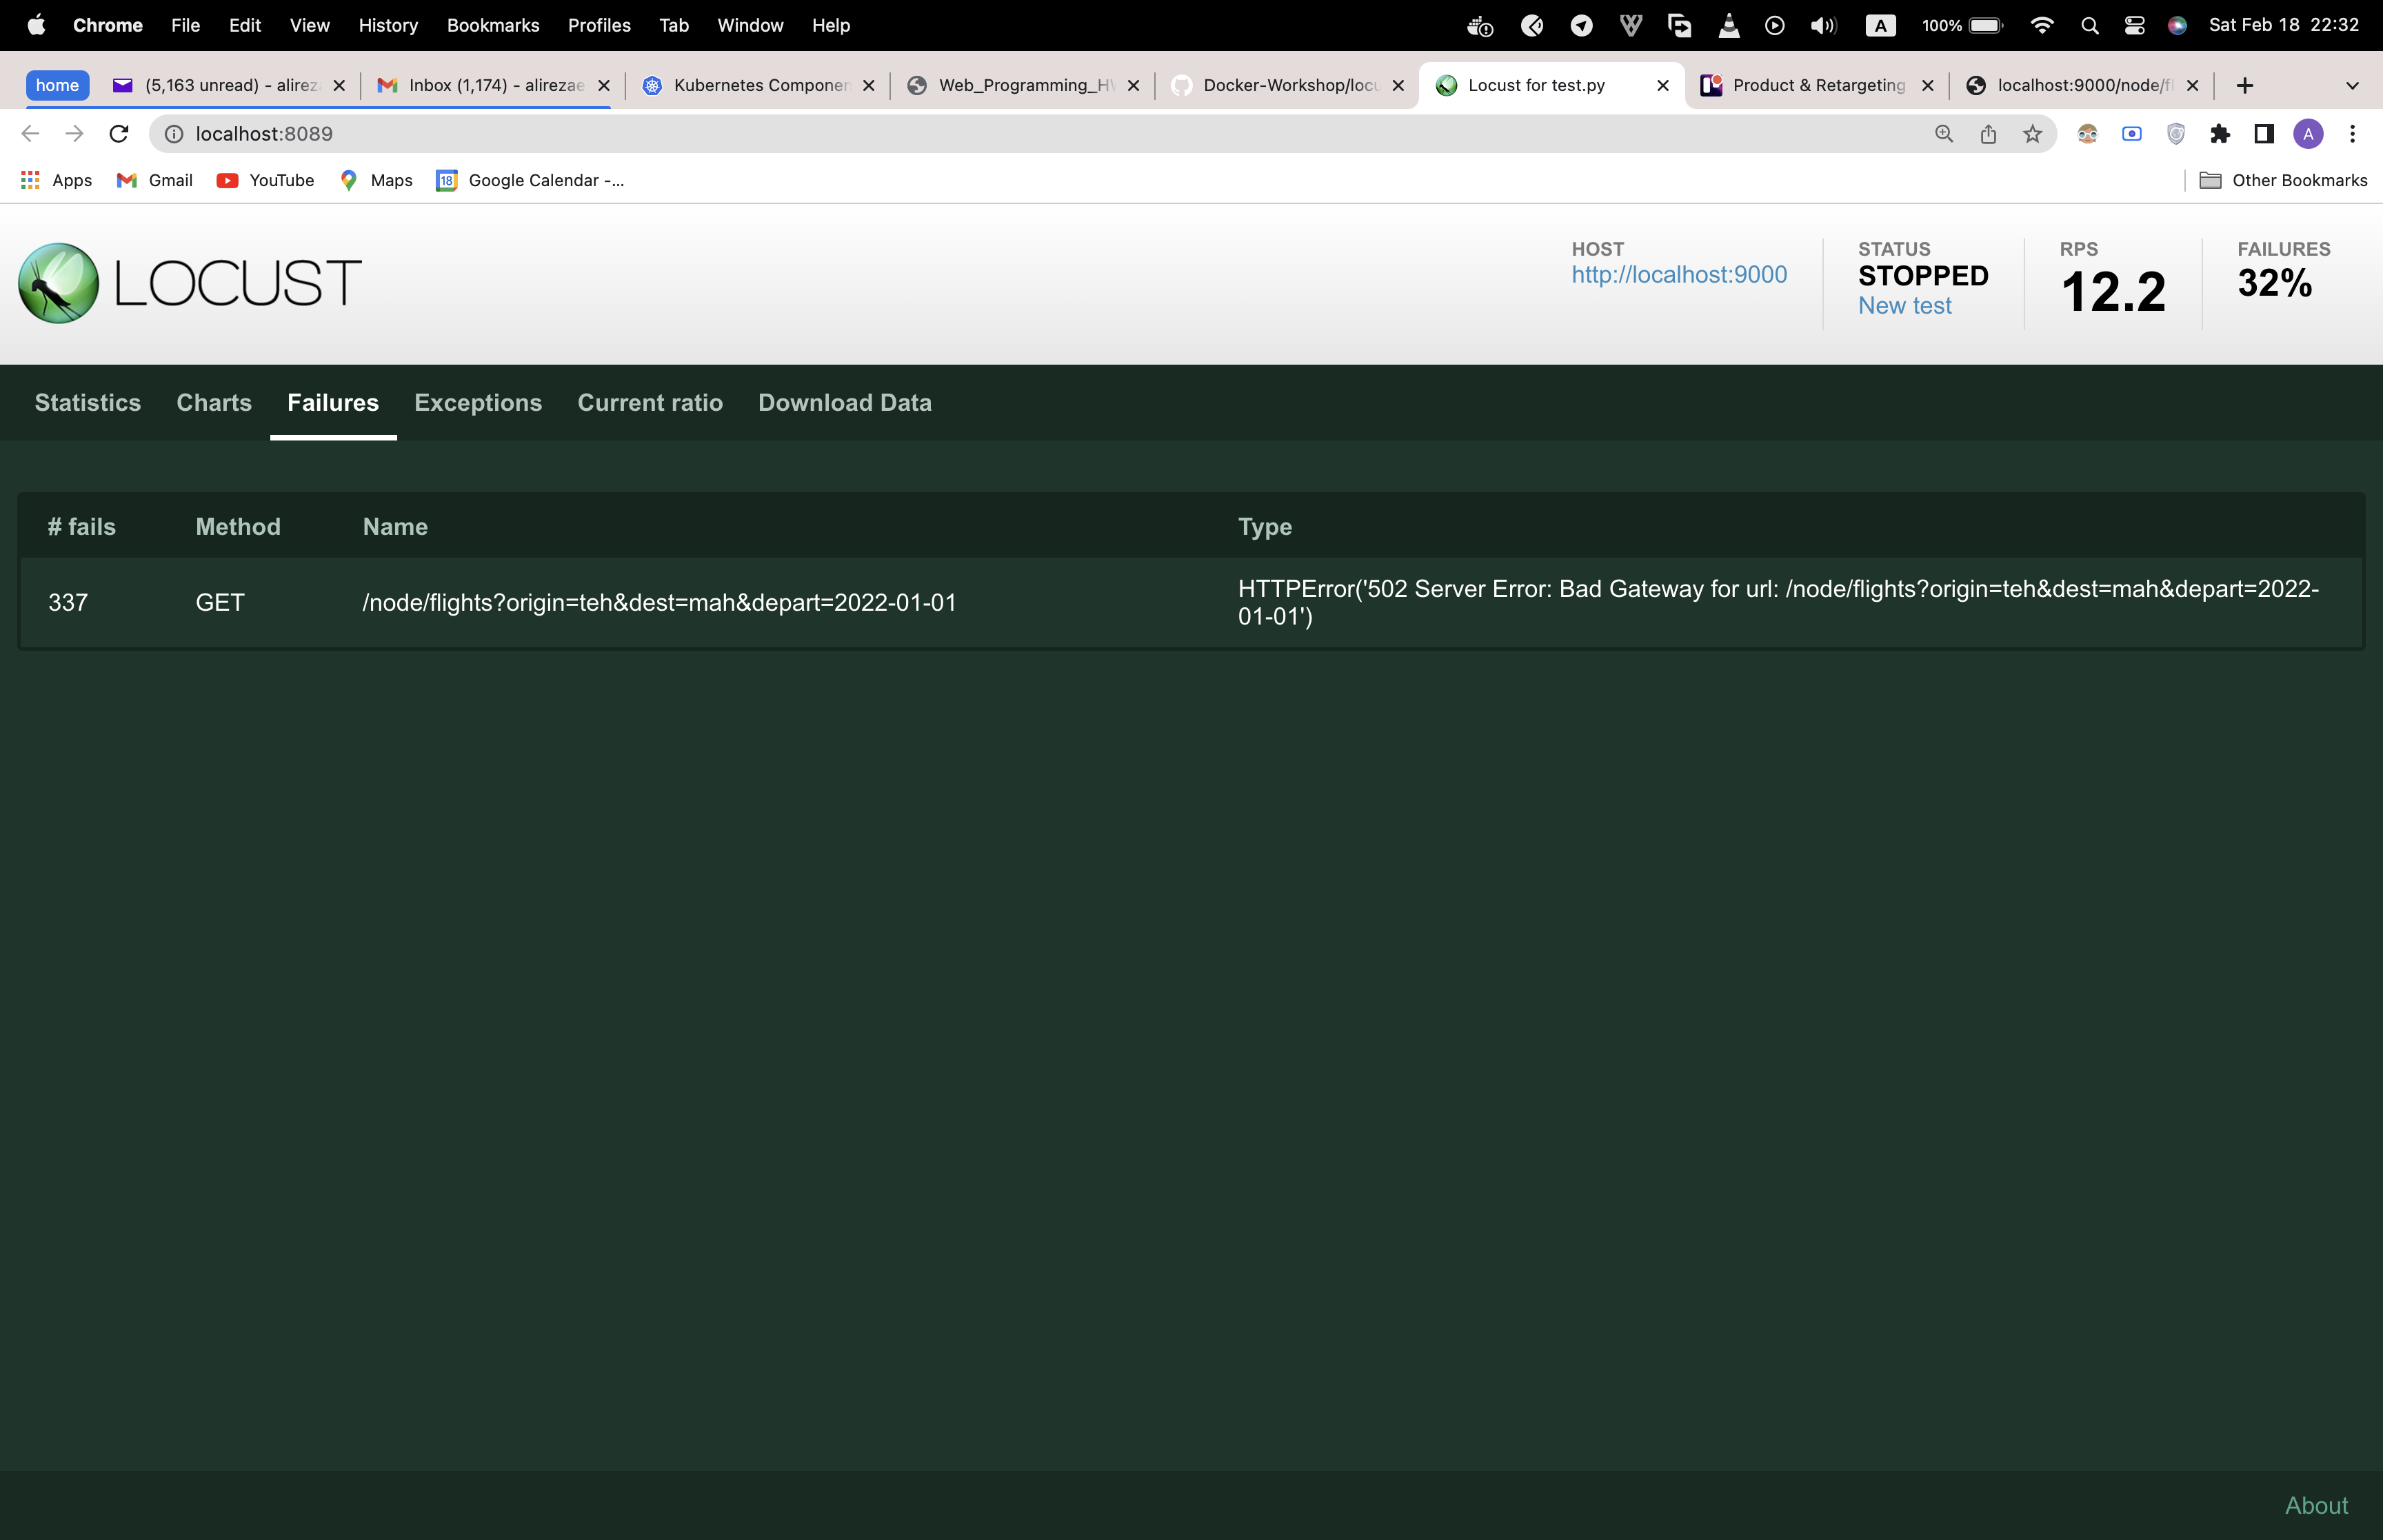 Chrome File Edit View History Bookmarks Profiles Tab Window Help A 100% Sat Feb 18 22:32
home (5,163 unread) - alirez Inbox (1,174) - alirezae Kubernetes Componen Web_Programming_H Docker-Workshop/locu Locust for test.py Product & Retargeting localhost:9000/node/fl
localhost:8089 A
Apps Gmail YouTube Maps 18 Google Calendar -... Other Bookmarks
LOCUST
HOST
http://localhost:9000
STATUS
STOPPED
New test
RPS
12.2
FAILURES
32%
Statistics Charts Failures Exceptions Current ratio Download Data
# fails Method Name Type
337 GET /node/flights?origin=teh&dest=mah&depart=2022-01-01 HTTPError('502 Server Error: Bad Gateway for url: /node/flights?origin=teh&dest=mah&depart=2022-
01-01')
About